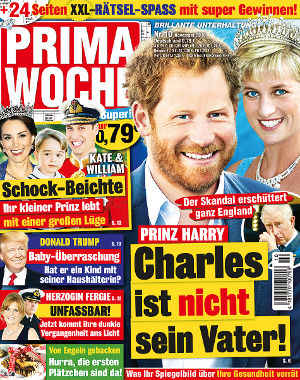 +24 Seiten XXL-RÄTSEL-SPASS mit super Gewinnen!
BRILLANTE UNTERHALTUNG
PRIMA
WOCHE
Super!
0,79
KATE &
WILLIAM
Schock-Beichte
Ihr kleiner Prinz lebt
mit einer großen Lüge
Der Skandal erschüttert
ganz England
PRINZ HARRY
Charles
ist nicht
sein Vater!
S. 6
DONALD TRUMP
Baby-Überraschung
Hat er ein Kind mit
seiner Haushälterin?
HERZOGIN FERGIE
UNFASSBAR!
Jetzt kommt ihre dunkle
Vergangenheit ans Licht
Von Engeln gebacken
Hurra, die ersten
Plätzchen sind da!
Was Ihr Spiegelbild über Ihre Gesundheit verrät